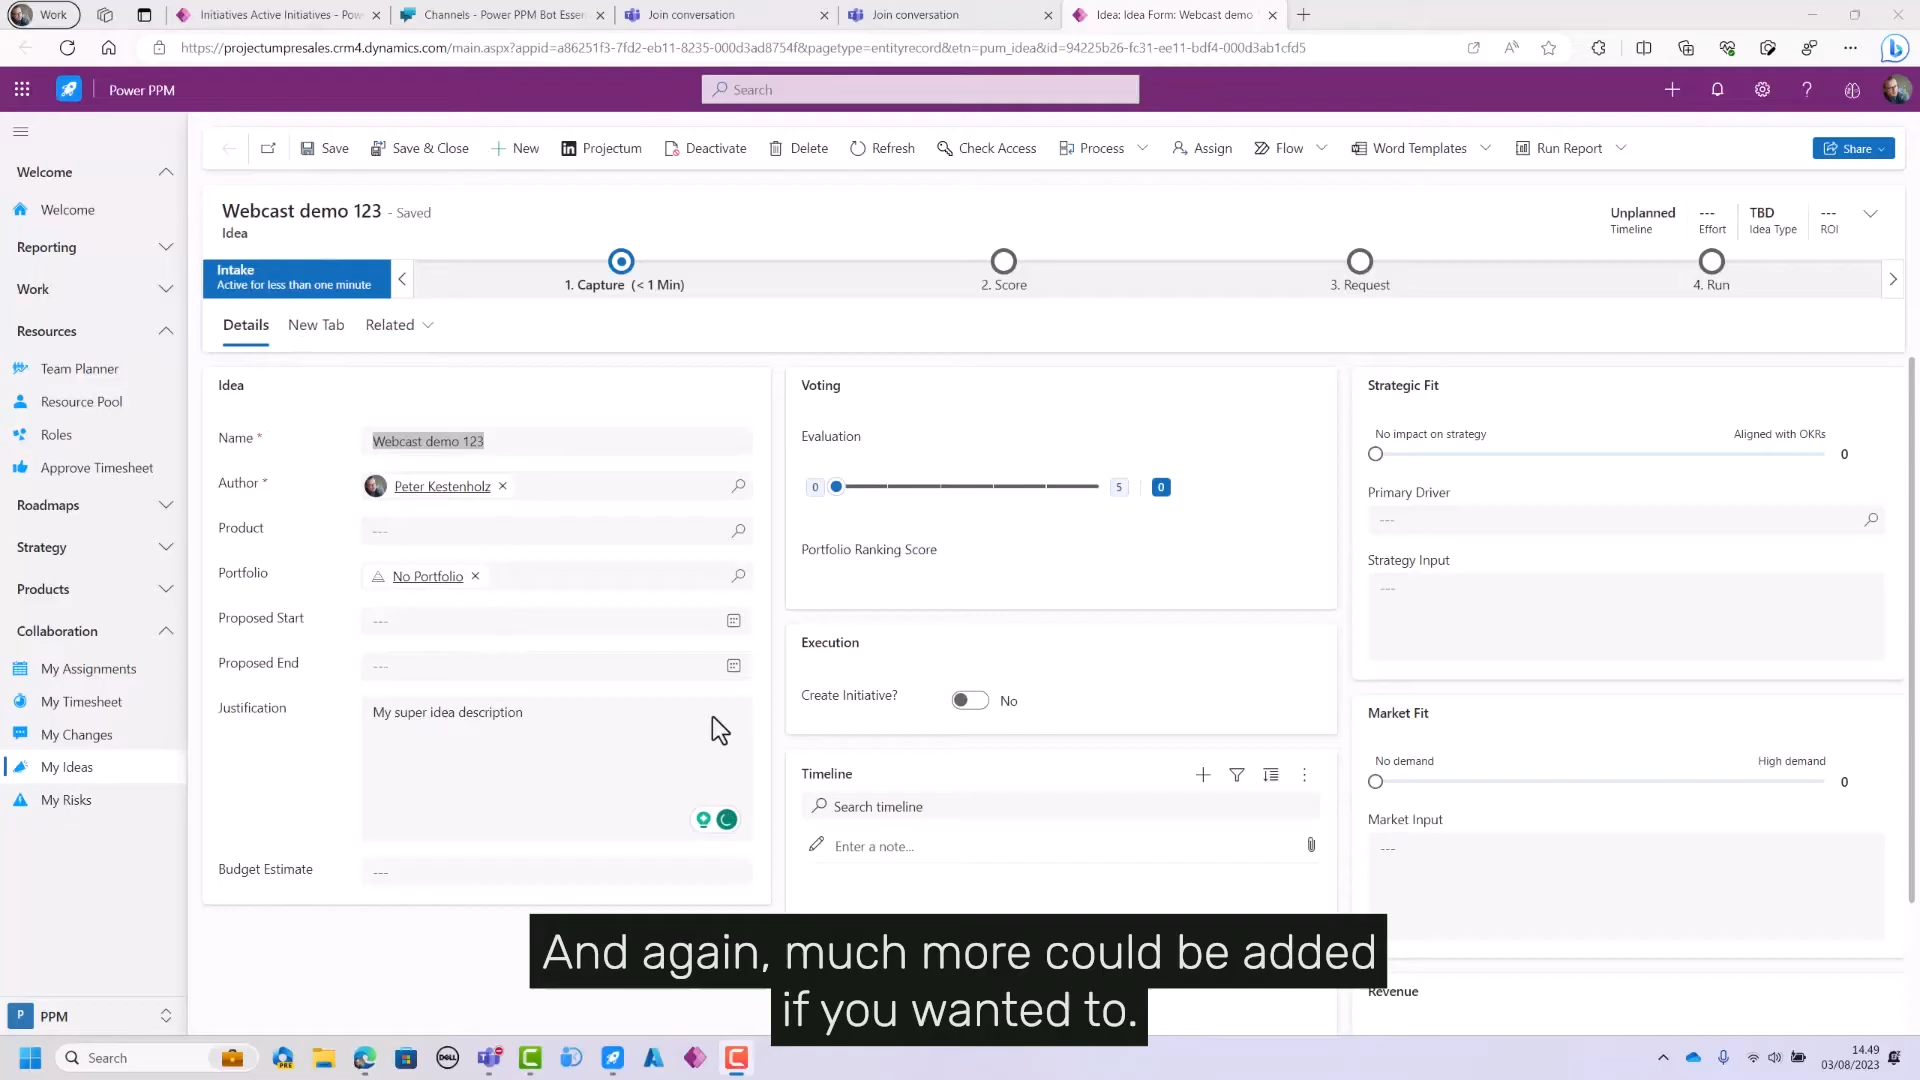 Work
Initiatives Active Initiatives - Pow
Channels - Power PPM Bot Essen
Join conversation
Join conversation
Idea: Idea Form: Webcast demo
https://projectumpresales.crm4.dynamics.com/main.aspx?appid=a86251f3-7fd2-eb11-8235-000d3ad8754f&pagetype=entityrecord&etn=pum_idea&id=94225b26-fc31-ee11-bdf4-000d3ab1cfd5
Power PPM
Search
Save
Save & Close
New
Projectum
Deactivate
Delete
Refresh
Check Access
Process
Assign
Flow
Word Templates
Run Report
Share
Welcome
Welcome
Reporting
Work
Resources
Team Planner
Resource Pool
Roles
Approve Timesheet
Roadmaps
Strategy
Products
Collaboration
My Assignments
My Timesheet
My Changes
My Ideas
My Risks
P PPM
Webcast demo 123 - Saved
Idea
Unplanned
Timeline
---
Effort
TBD
Idea Type
---
ROI
Intake
Active for less than one minute
1. Capture (< 1 Min)
2. Score
3. Request
4. Run
Details
New Tab
Related
Idea
Name *
Webcast demo 123
Author *
Peter Kestenholz
Product
---
Portfolio
No Portfolio
Proposed Start
---
Proposed End
---
Justification
My super idea description
Budget Estimate
---
Voting
Evaluation
0
5
0
Portfolio Ranking Score
Execution
Create Initiative?
No
Timeline
Search timeline
Enter a note...
Strategic Fit
No impact on strategy
Aligned with OKRs
0
Primary Driver
---
Strategy Input
---
Market Fit
No demand
High demand
0
Market Input
---
Revenue
And again, much more could be added
if you wanted to.
Search
PRE
DELL
14.49
03/08/2023